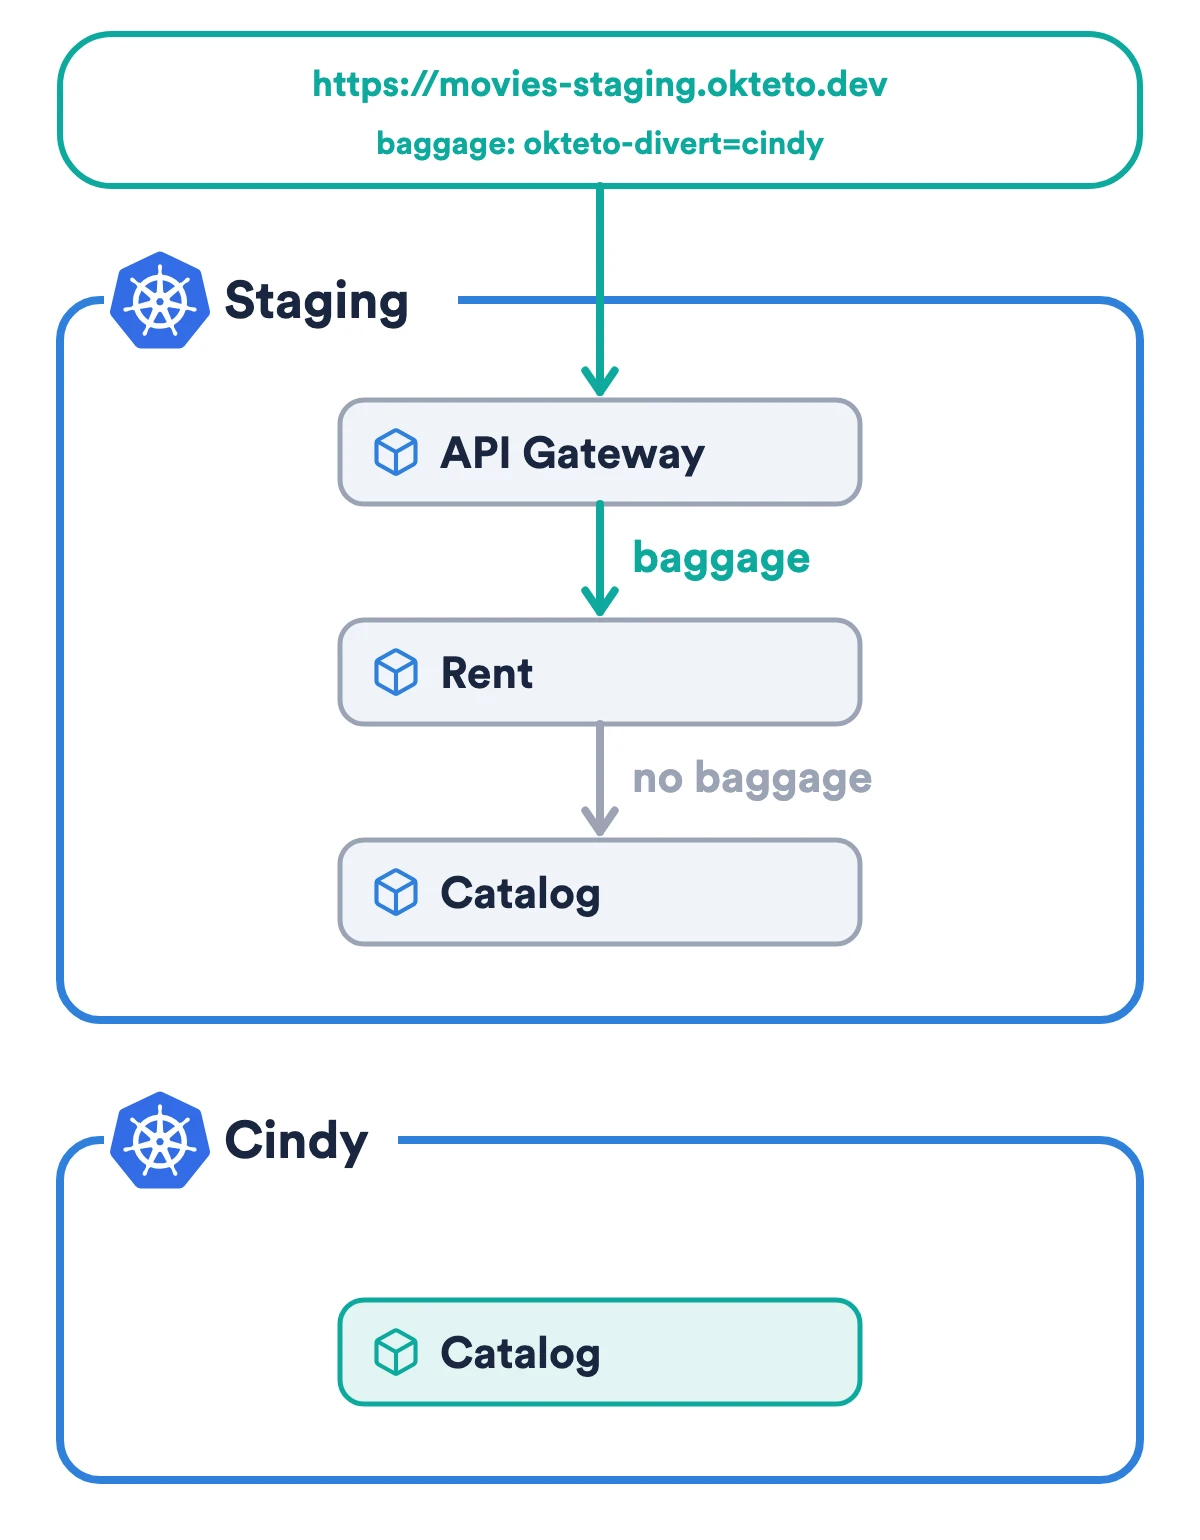 https://movies-staging.okteto.dev
baggage: okteto-divert=cindy
Staging
API Gateway
baggage
Rent
no baggage
Catalog
Cindy
Catalog